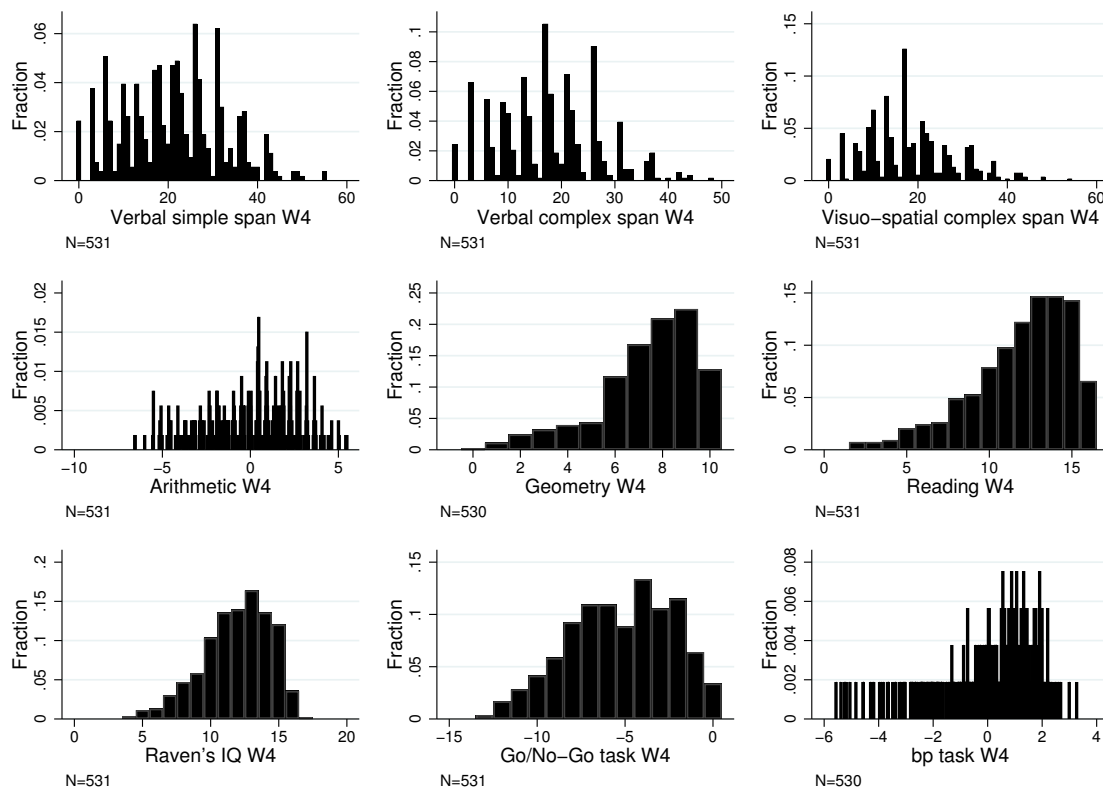 .06
.04
.02
0
Fraction
0 20 40 60
Verbal simple span W4
N=531
.1
.08
.06
.04
.02
0
Fraction
0 10 20 30 40 50
Verbal complex span W4
N=531
.15
.1
.05
0
Fraction
0 20 40 60
Visuo−spatial complex span W4
N=531
.02
.015
.01
.005
0
Fraction
−10 −5 0 5
Arithmetic W4
N=531
.25
.2
.15
.1
.05
0
Fraction
0 2 4 6 8 10
Geometry W4
N=530
.15
.1
.05
0
Fraction
0 5 10 15
Reading W4
N=531
.2
.15
.1
.05
0
Fraction
0 5 10 15 20
Raven's IQ W4
N=531
.15
.1
.05
0
Fraction
−15 −10 −5 0
Go/No−Go task W4
N=531
.008
.006
.004
.002
0
Fraction
−6 −4 −2 0 2 4
bp task W4
N=530